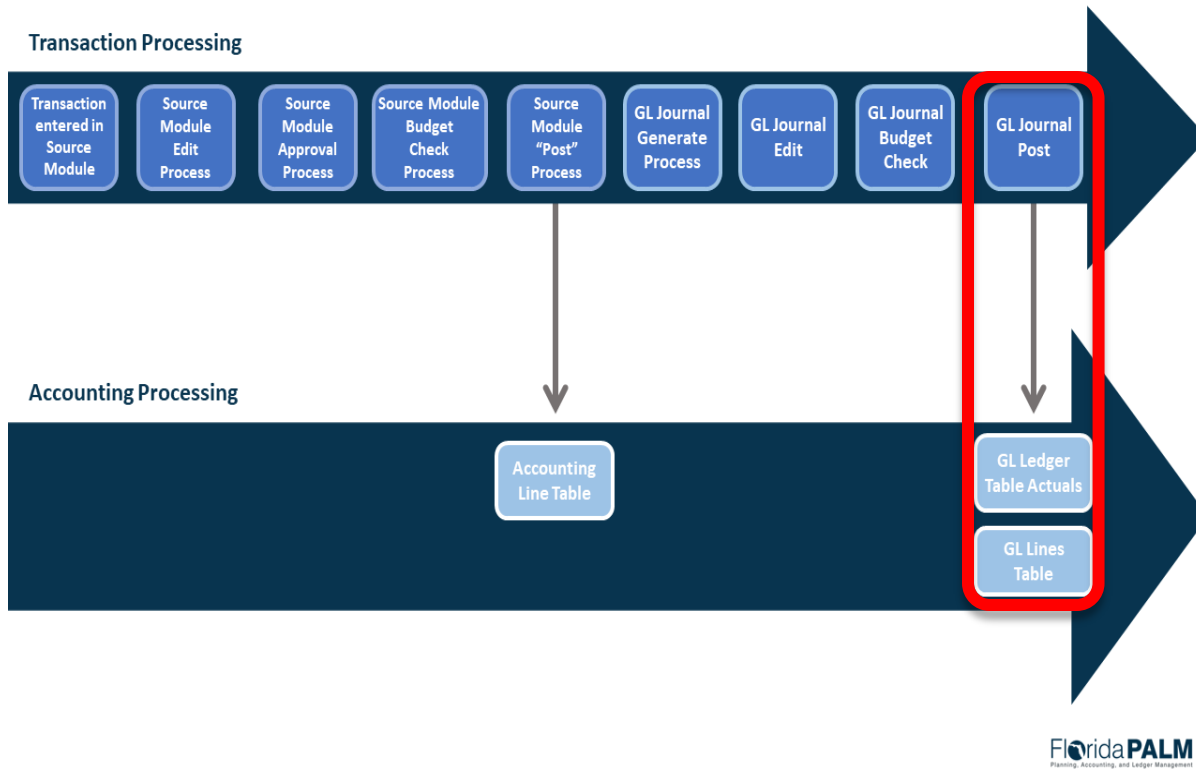 Transaction Processing
Transaction
entered in
Source
Module
Source
Module
Edit
Process
Source
Module
Approval
Process
Source Module
Budget
Check
Process
Source
Module
“Post”
Process
GL Journal
Generate
Process
GL Journal
Edit
GL Journal
Budget
Check
GL Journal
Post
Accounting Processing
Accounting
Line Table
GL Ledger
Table Actuals
GL Lines
Table
Florida PALM
Planning, Accounting, and Ledger Management